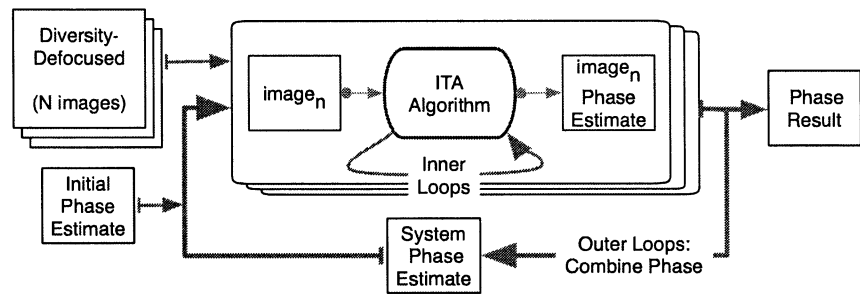 Diversity-
Defocused
(N images)
image n
ITA
Algorithm
image n
Phase
Estimate
Phase
Result
Inner
Loops
Initial
Phase
Estimate
System
Phase
Estimate
Outer Loops:
Combine Phase